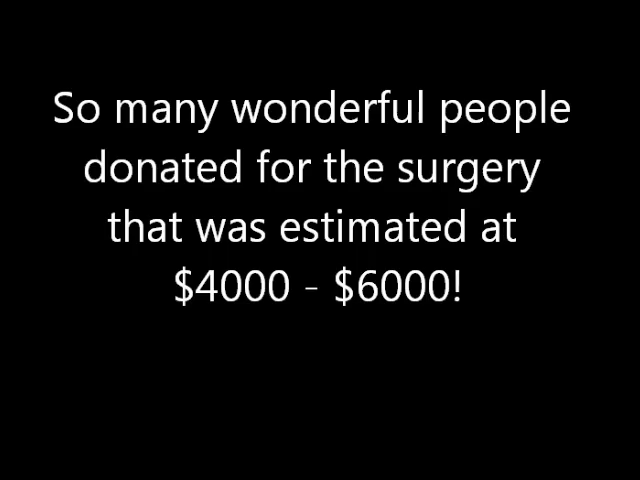 So many wonderful people
donated for the surgery
that was estimated at
$4000 - $6000!